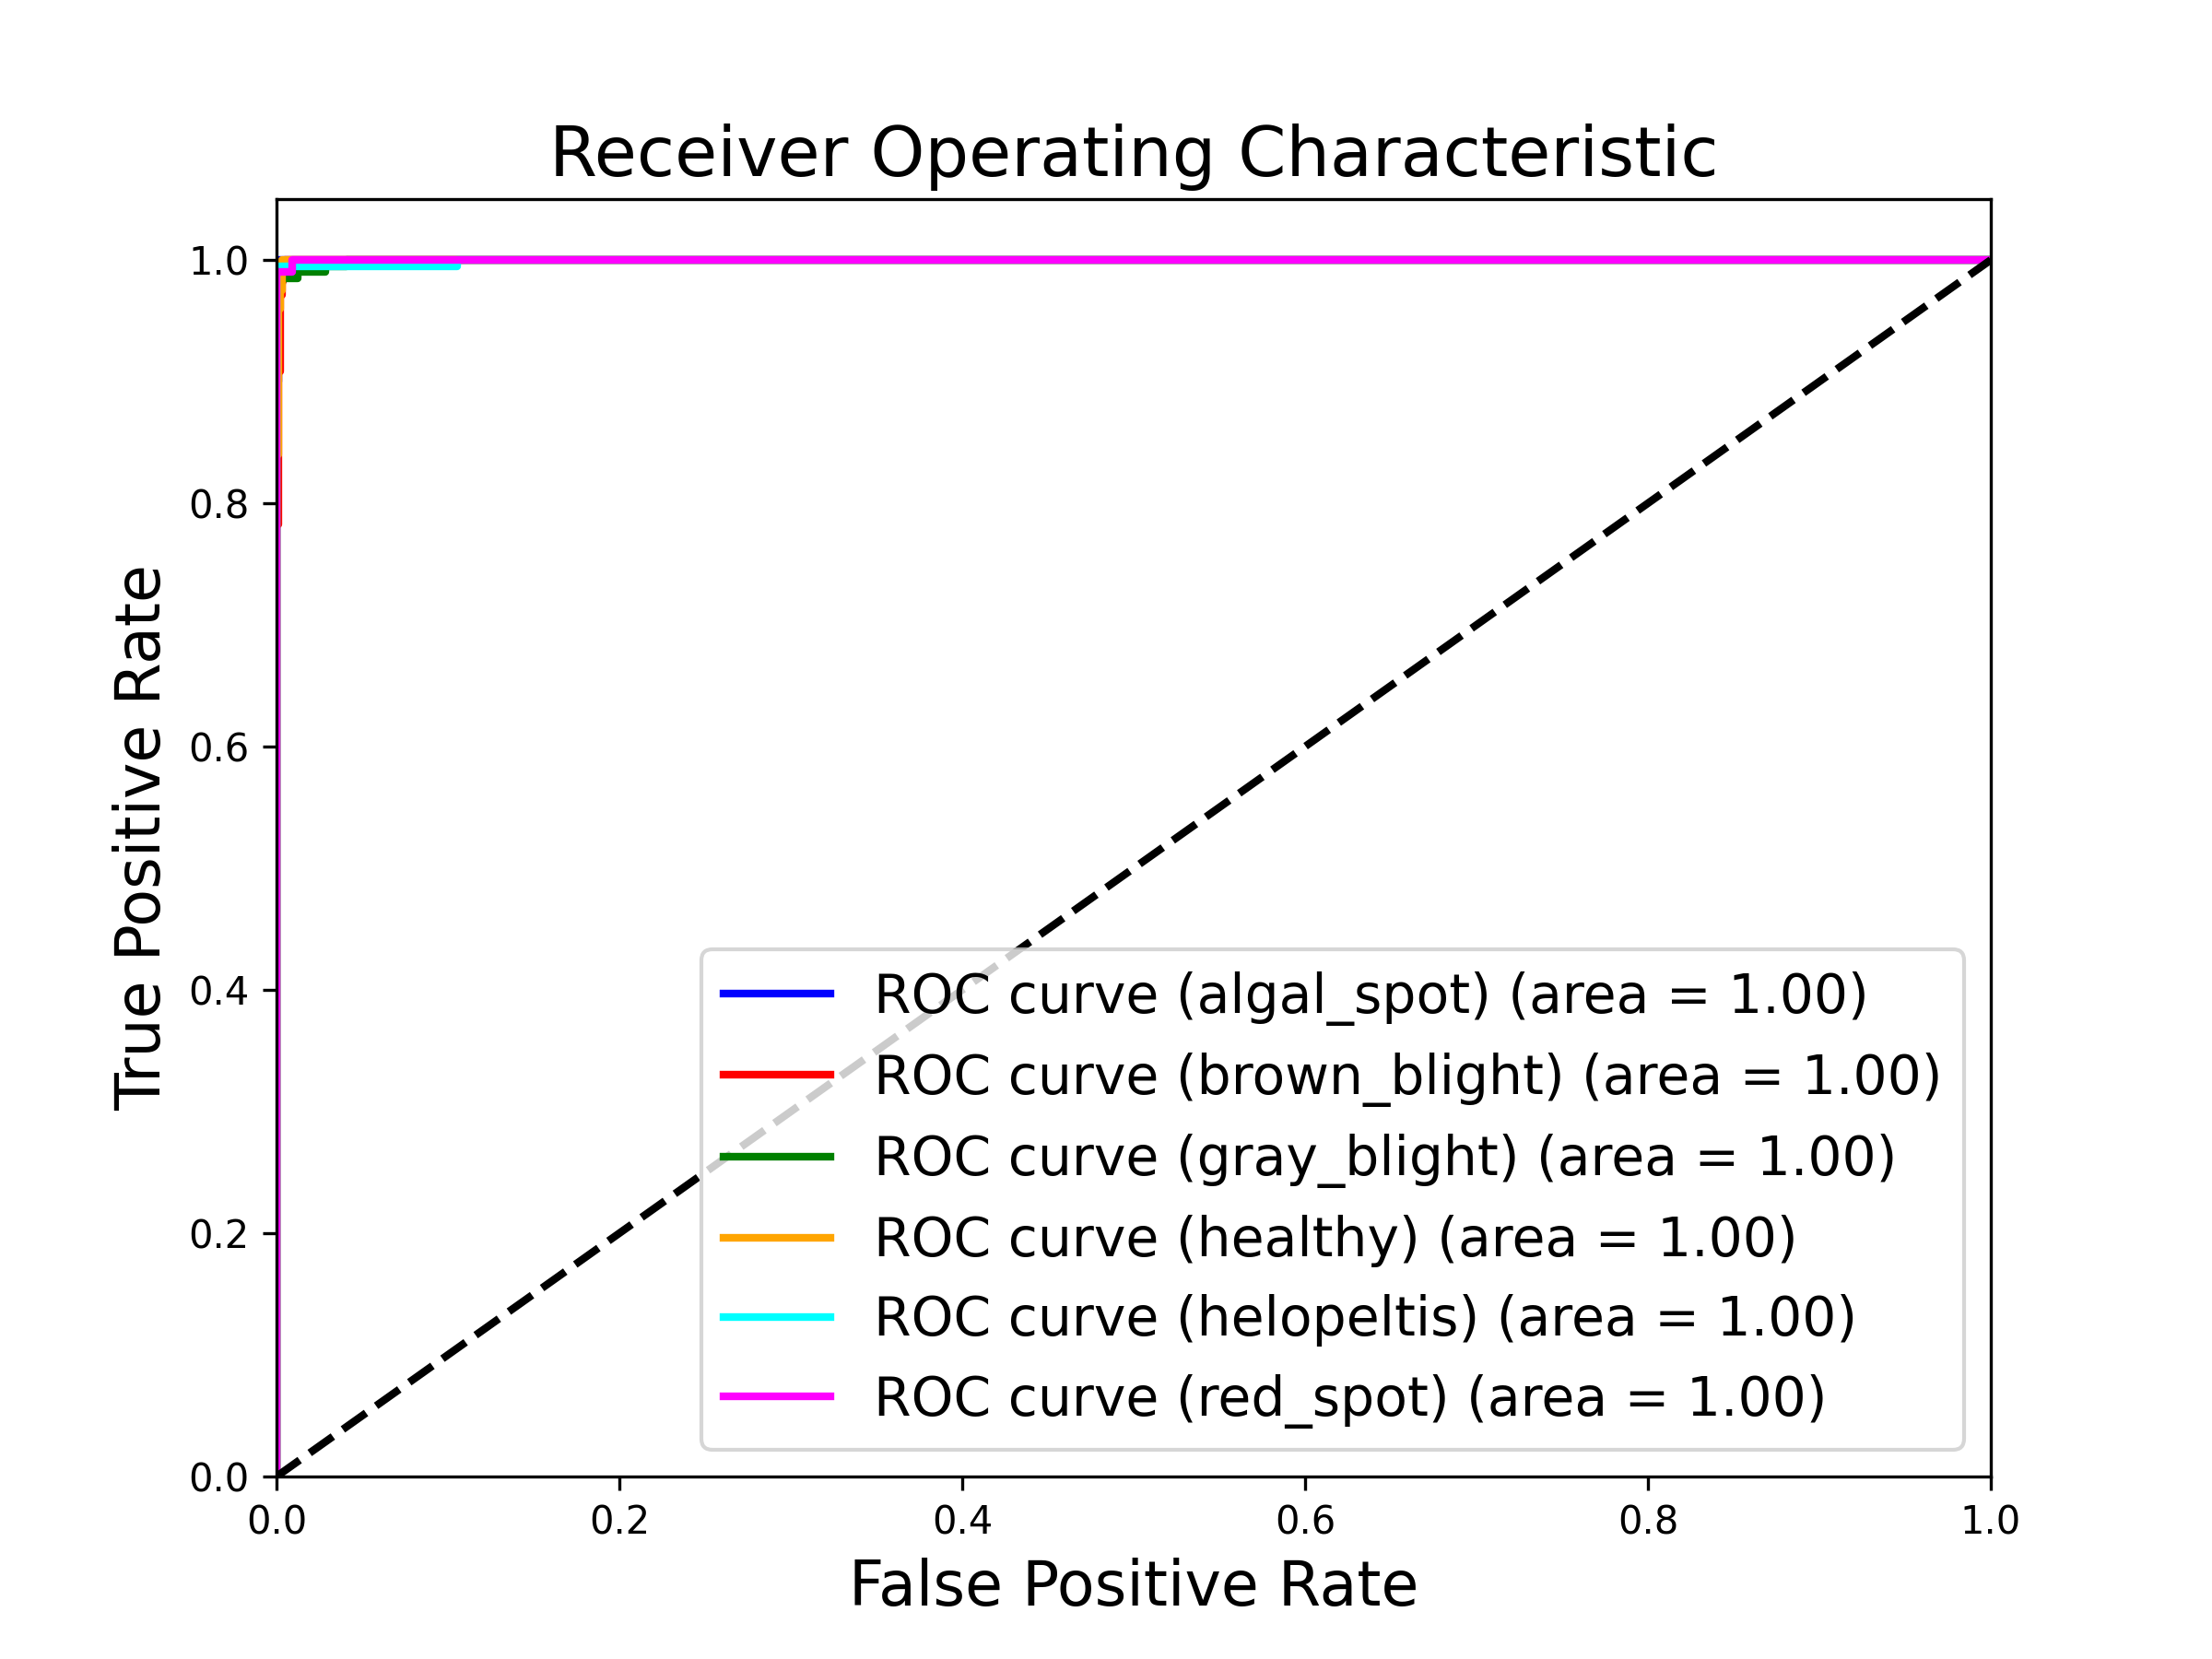 Receiver Operating Characteristic
True Positive Rate
1.0
0.8
0.6
0.4
0.2
0.0
ROC curve (algal_spot) (area = 1.00)
ROC curve (brown_blight) (area = 1.00)
ROC curve (gray_blight) (area = 1.00)
ROC curve (healthy) (area = 1.00)
ROC curve (helopeltis) (area = 1.00)
ROC curve (red_spot) (area = 1.00)
0.0 0.2 0.4 0.6 0.8 1.0
False Positive Rate